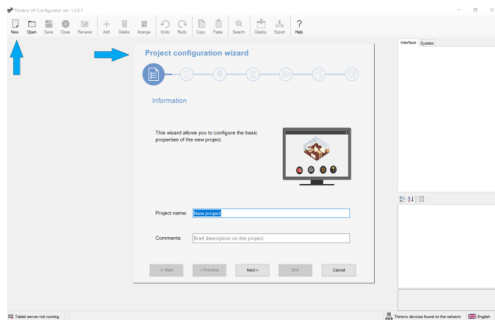 Thinknx UP Configurator ver. 1.3.0.7
New Open Save Close Rename Add Delete Arrange Undo Redo Copy Paste Search Deploy Export Help
Interface System
Project configuration wizard
Information
This wizard allows you to configure the basic
properties of the new project.
Project name: New project
Comments: Brief description on the project
< Start < Previous Next > End Cancel
Tablet server not running Thinknx devices found on the network English